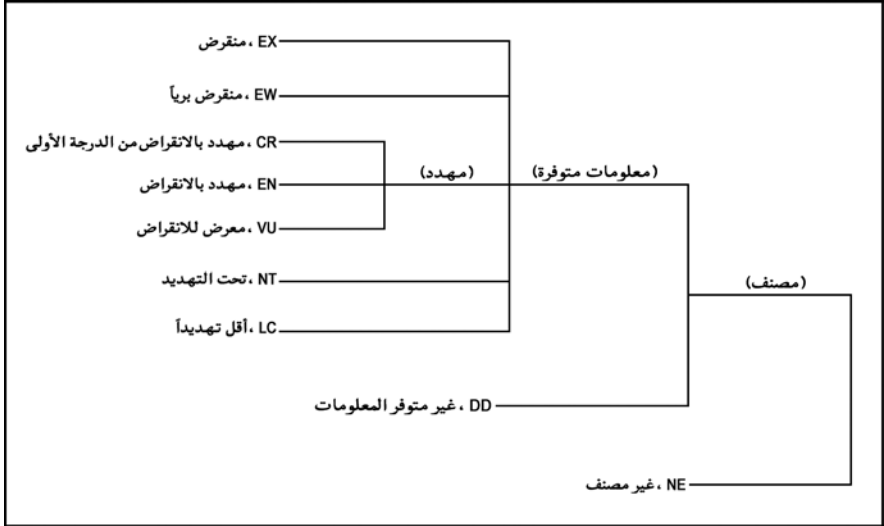 EX ،منقرض
EW ،منقرض برياً
CR ،مهدد بالانقراض من الدرجة الأولى
(معلومات متوفرة)
(مهدد)
EN ،مهدد بالانقراض
VU ،معرض للانقراض
NT ،تحت التهديد
(مصنف)
LC ،أقل تهديداً
DD ، غير متوفر المعلومات
NE ،غير مصنف